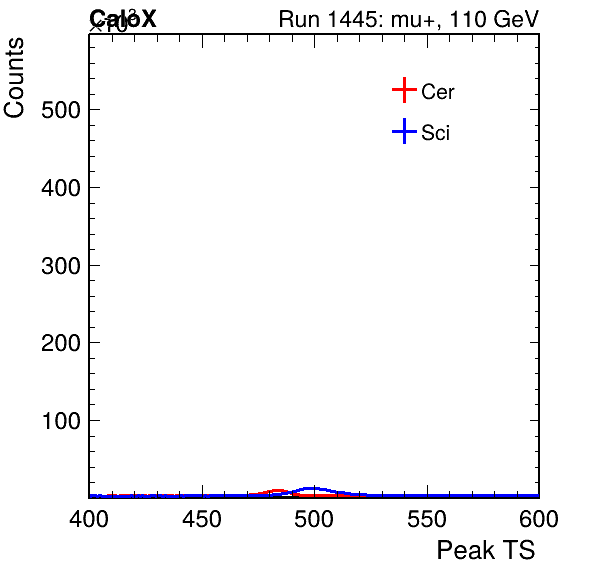 CaloX
×10³
Run 1445: mu+, 110 GeV
Counts
Cer
Sci
500
400
300
200
100
400 450 500 550 600
Peak TS